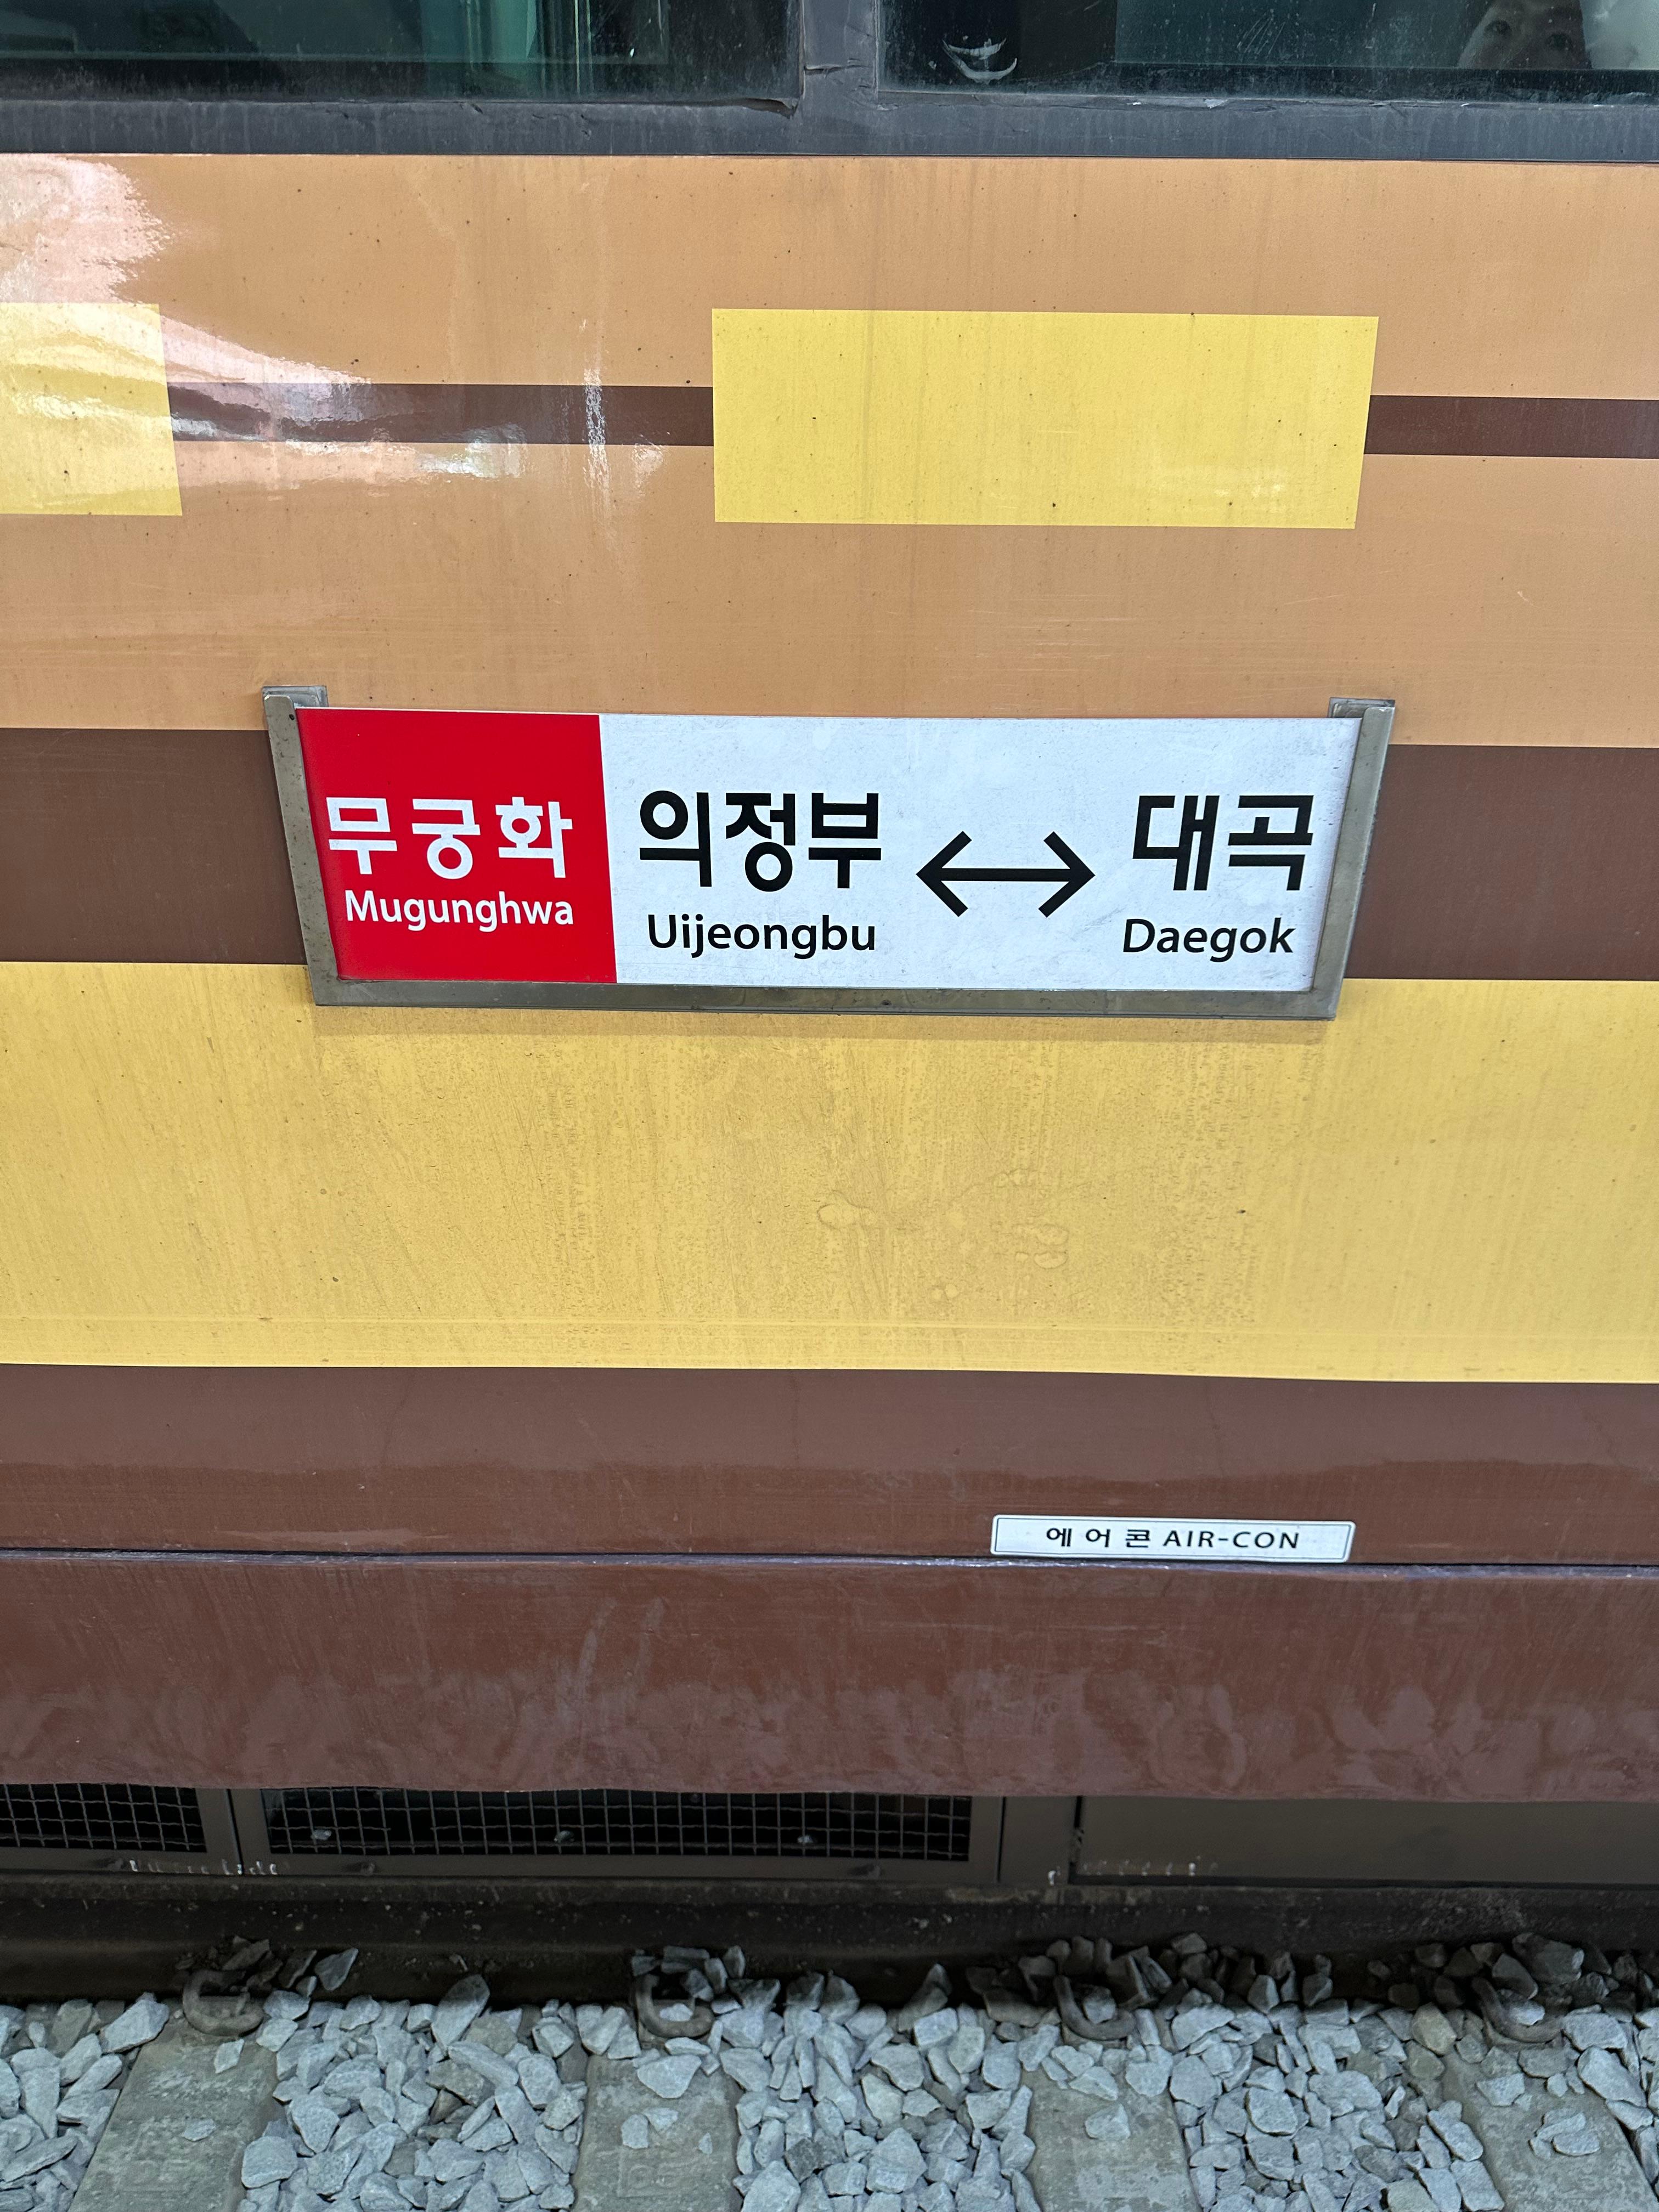 무궁화
Mugunghwa
의정부 ↔ 대곡
Uijeongbu Daegok
에어콘 AIR-CON